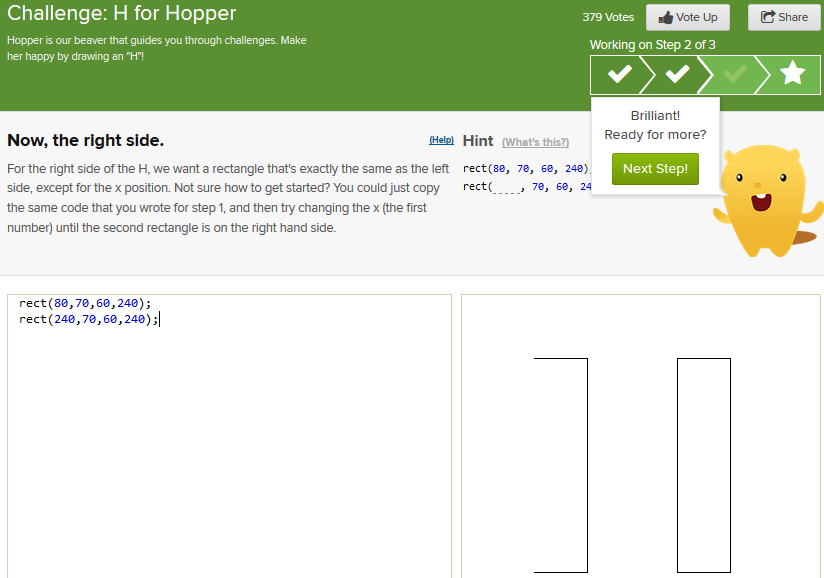 Challenge: H for Hopper
379 Votes
Vote Up
Share
Hopper is our beaver that guides you through challenges. Make
her happy by drawing an "H"!
Working on Step 2 of 3
Brilliant!
Ready for more?
Next Step!
Now, the right side.
(Help)
Hint
(What's this?)
For the right side of the H, we want a rectangle that's exactly the same as the left
side, except for the x position. Not sure how to get started? You could just copy
the same code that you wrote for step 1, and then try changing the x (the first
number) until the second rectangle is on the right hand side.
rect(80, 70, 60, 240)
rect(_____, 70, 60, 24
rect(80,70,60,240);
rect(240,70,60,240);